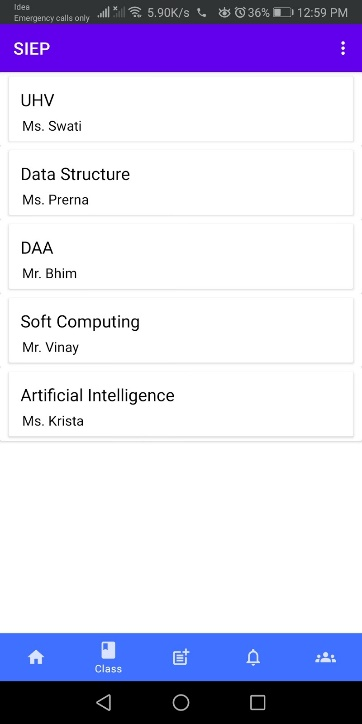 Idea
Emergency calls only
5.90K/s
36%
12:59 PM
SIEP
UHV
Ms. Swati
Data Structure
Ms. Prerna
DAA
Mr. Bhim
Soft Computing
Mr. Vinay
Artificial Intelligence
Ms. Krista
Class